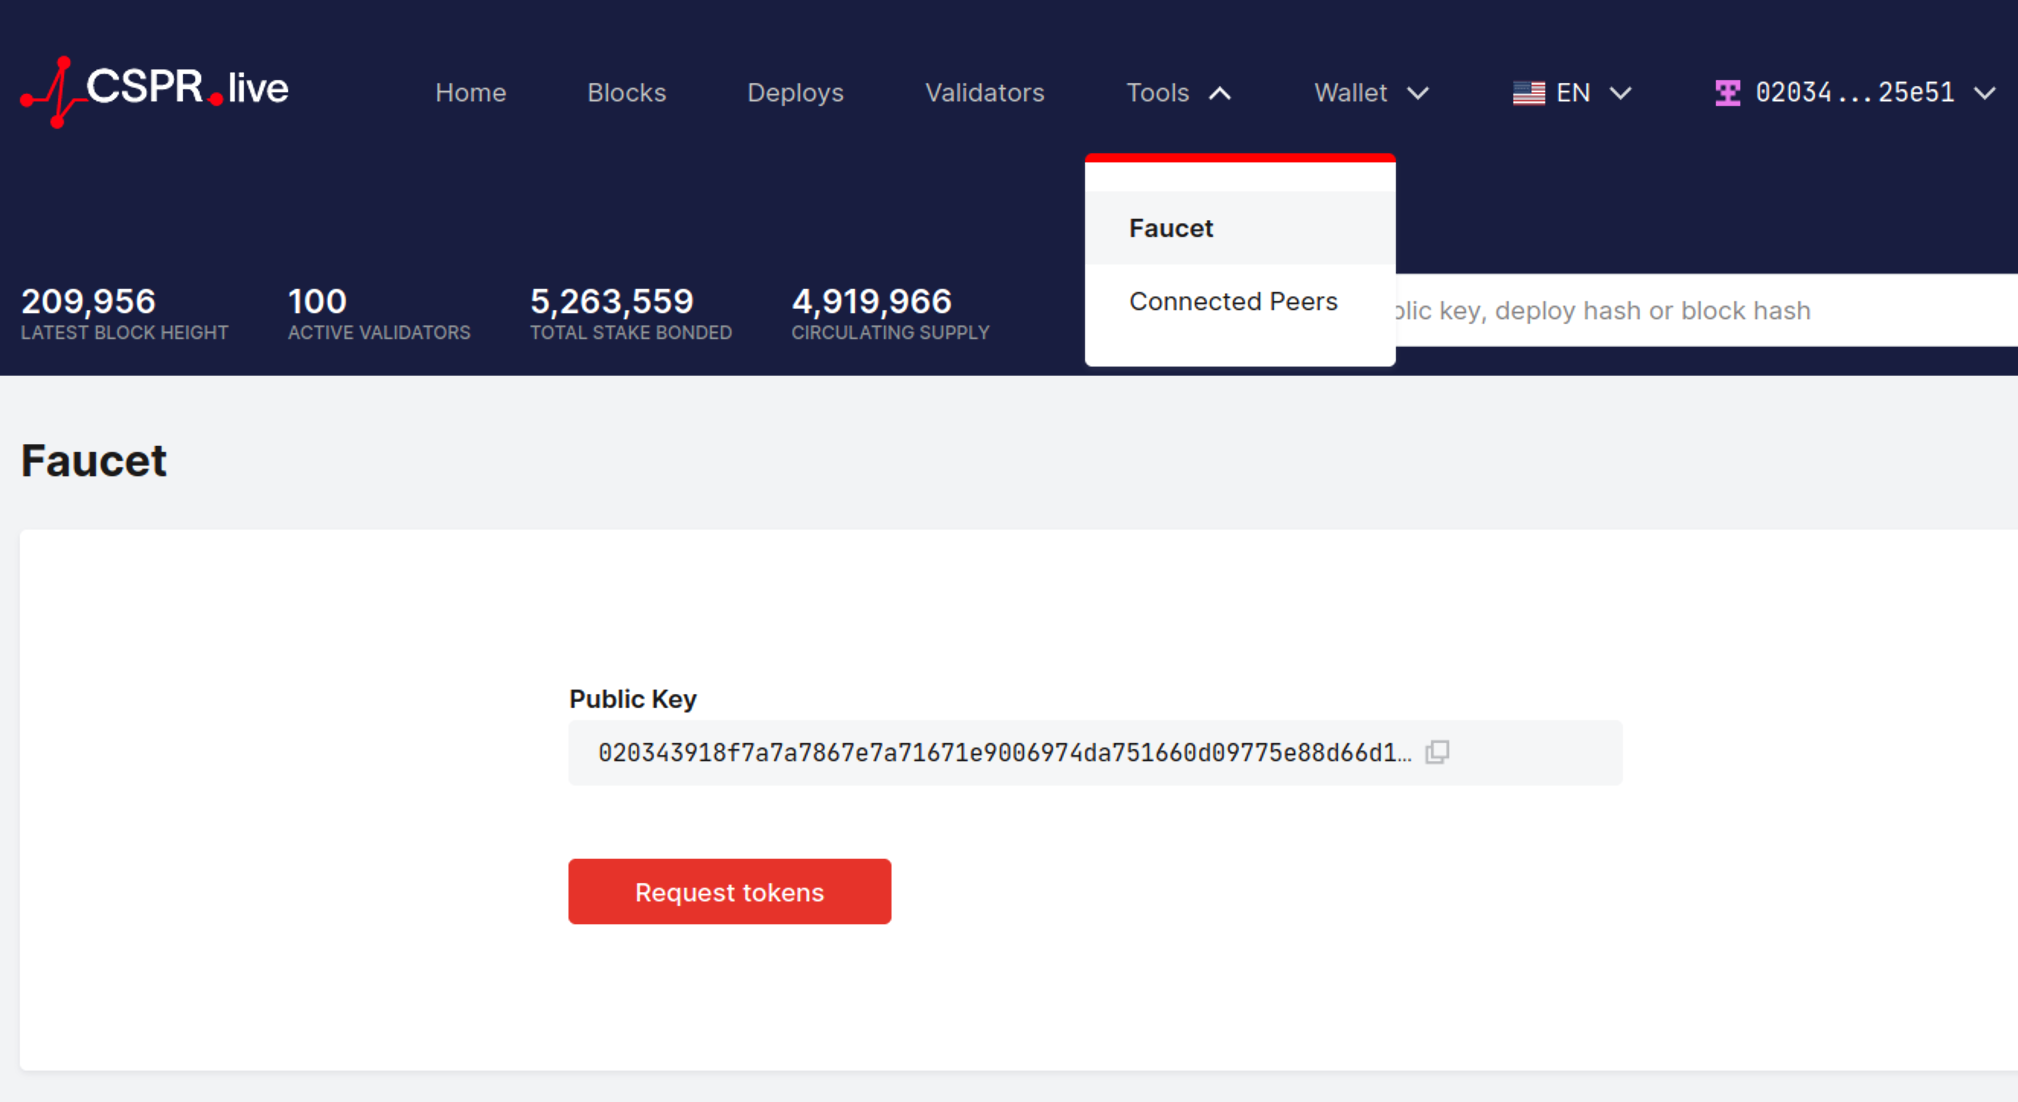 CSPR.live
Home Blocks Deploys Validators Tools Wallet EN 02034...25e51
Faucet
Connected Peers
209,956 100 5,263,559 4,919,966
LATEST BLOCK HEIGHT ACTIVE VALIDATORS TOTAL STAKE BONDED CIRCULATING SUPPLY
key, deploy hash or block hash
Faucet
Public Key
020343918f7a7a7867e7a71671e9006974da751660d09775e88d66d1...
Request tokens